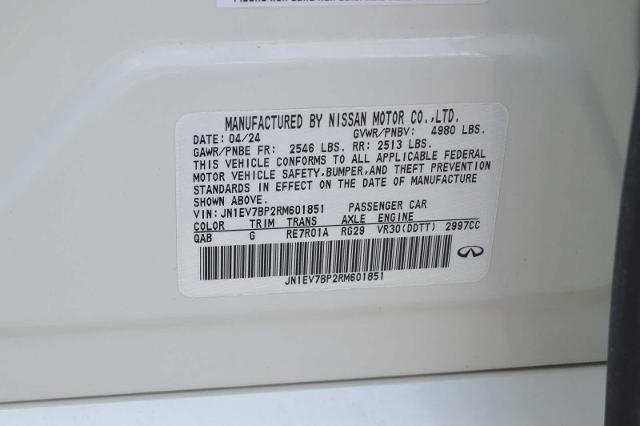 MANUFACTURED BY NISSAN MOTOR CO.,LTD.
DATE: 04/24 GVWR/PNBV: 4980 LBS.
GAWR/PNBE FR: 2546 LBS. RR: 2513 LBS.
THIS VEHICLE CONFORMS TO ALL APPLICABLE FEDERAL
MOTOR VEHICLE SAFETY,BUMPER,AND THEFT PREVENTION
STANDARDS IN EFFECT ON THE DATE OF MANUFACTURE
SHOWN ABOVE.
VIN: JN1EV7BP2RM601851 PASSENGER CAR
COLOR TRIM TRANS AXLE ENGINE
QAB G RE7R01A RG29 VR30(DDTT) 2997CC
JN1EV7BP2RM601851